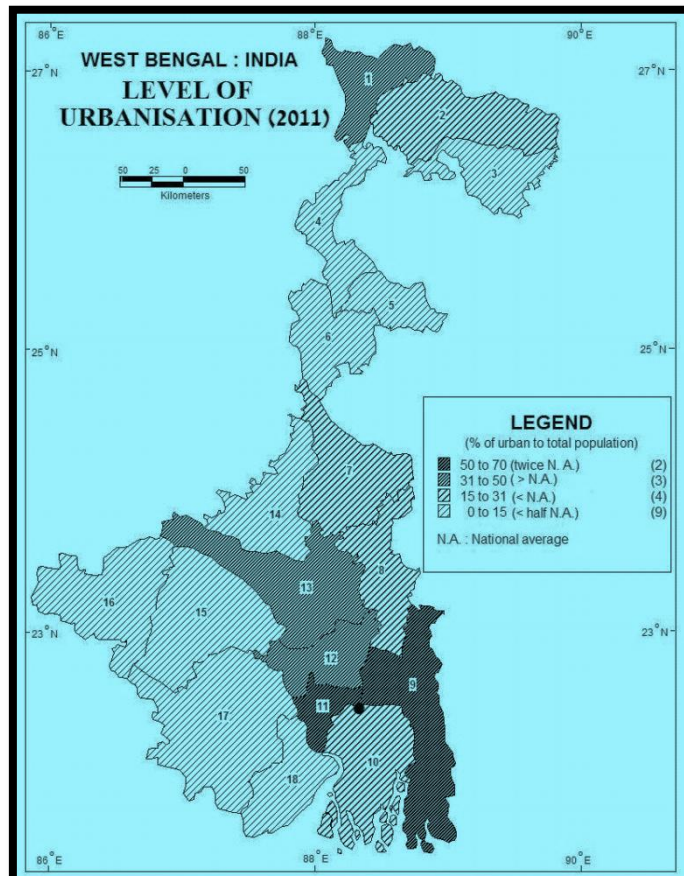 86°E
88°E
90°E
27°N
27°N
WEST BENGAL : INDIA
LEVEL OF
URBANISATION (2011)
50 25 0 50
Kilometers
1
2
3
4
5
6
25°N
25°N
LEGEND
(% of urban to total population)
50 to 70 (twice N. A.) (2)
31 to 50 ( > N.A.) (3)
15 to 31 (< N.A.) (4)
0 to 15 (< half N.A.) (9)
N.A. : National average
7
14
8
13
16
15
23°N
23°N
12
9
11
17
10
18
86°E
88°E
90°E